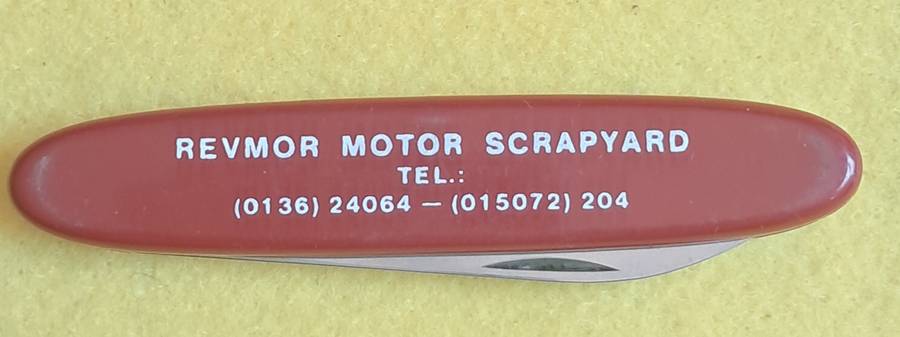 REVMOR MOTOR SCRAPYARD
TEL.:
(0136) 24064 — (015072) 204